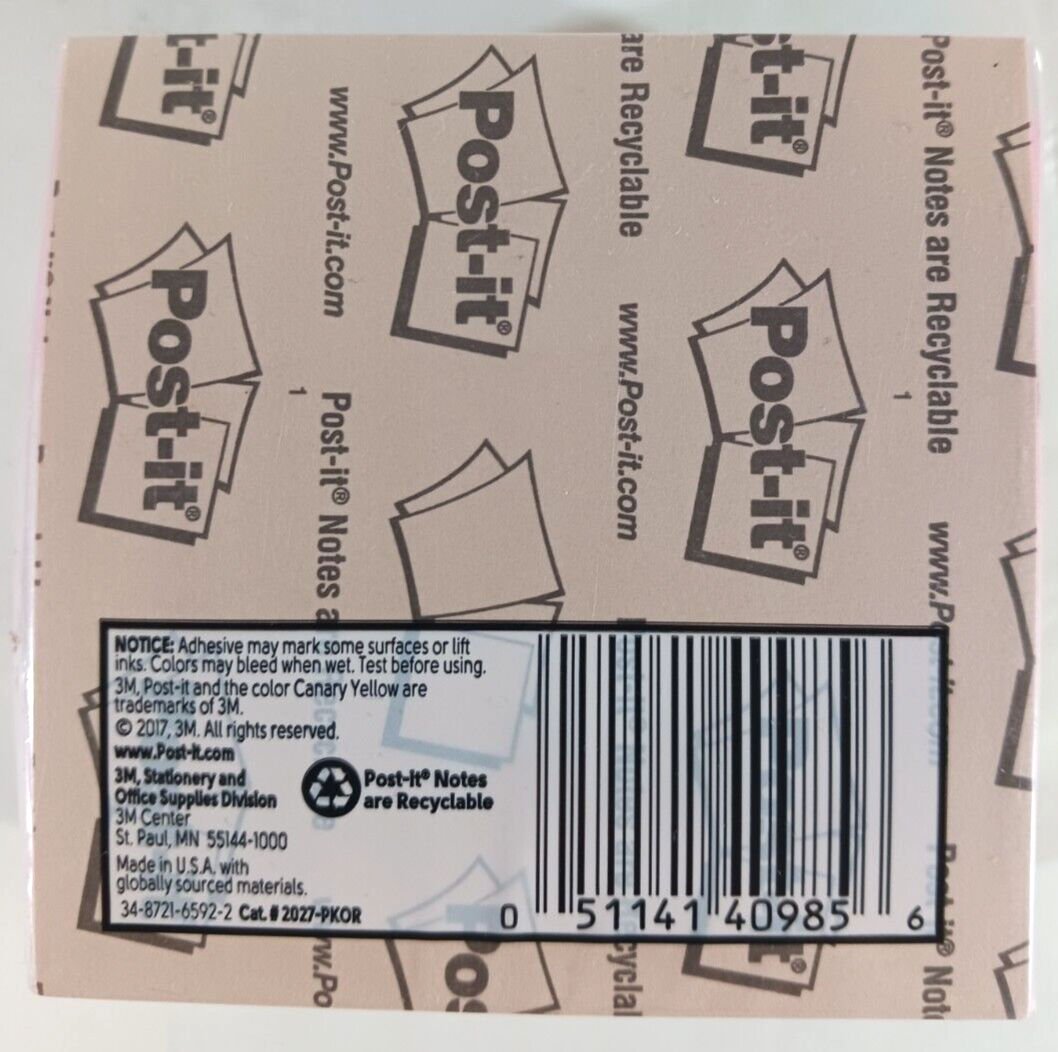 t-it®
Post-it®
st-it®
www.Post-it.com
are Recyclable
Post-it® Notes are Recyclable
Post-it®
www.Post-it.com
Post-it®
1
1
Post-it® Notes a
www.P
NOTICE: Adhesive may mark some surfaces or lift
inks. Colors may bleed when wet. Test before using.
3M, Post-it and the color Canary Yellow are
trademarks of 3M.
© 2017, 3M. All rights reserved.
www.Post-it.com
3M, Stationery and
Office Supplies Division
3M Center
St. Paul, MN 55144-1000
Made in U.S.A. with
globally sourced materials.
34-8721-6592-2 Cat. # 2027-PKOR
Post-it® Notes
are Recyclable
0 51141 40985 6
w.Po
Pos
cyclal
t®
® Note